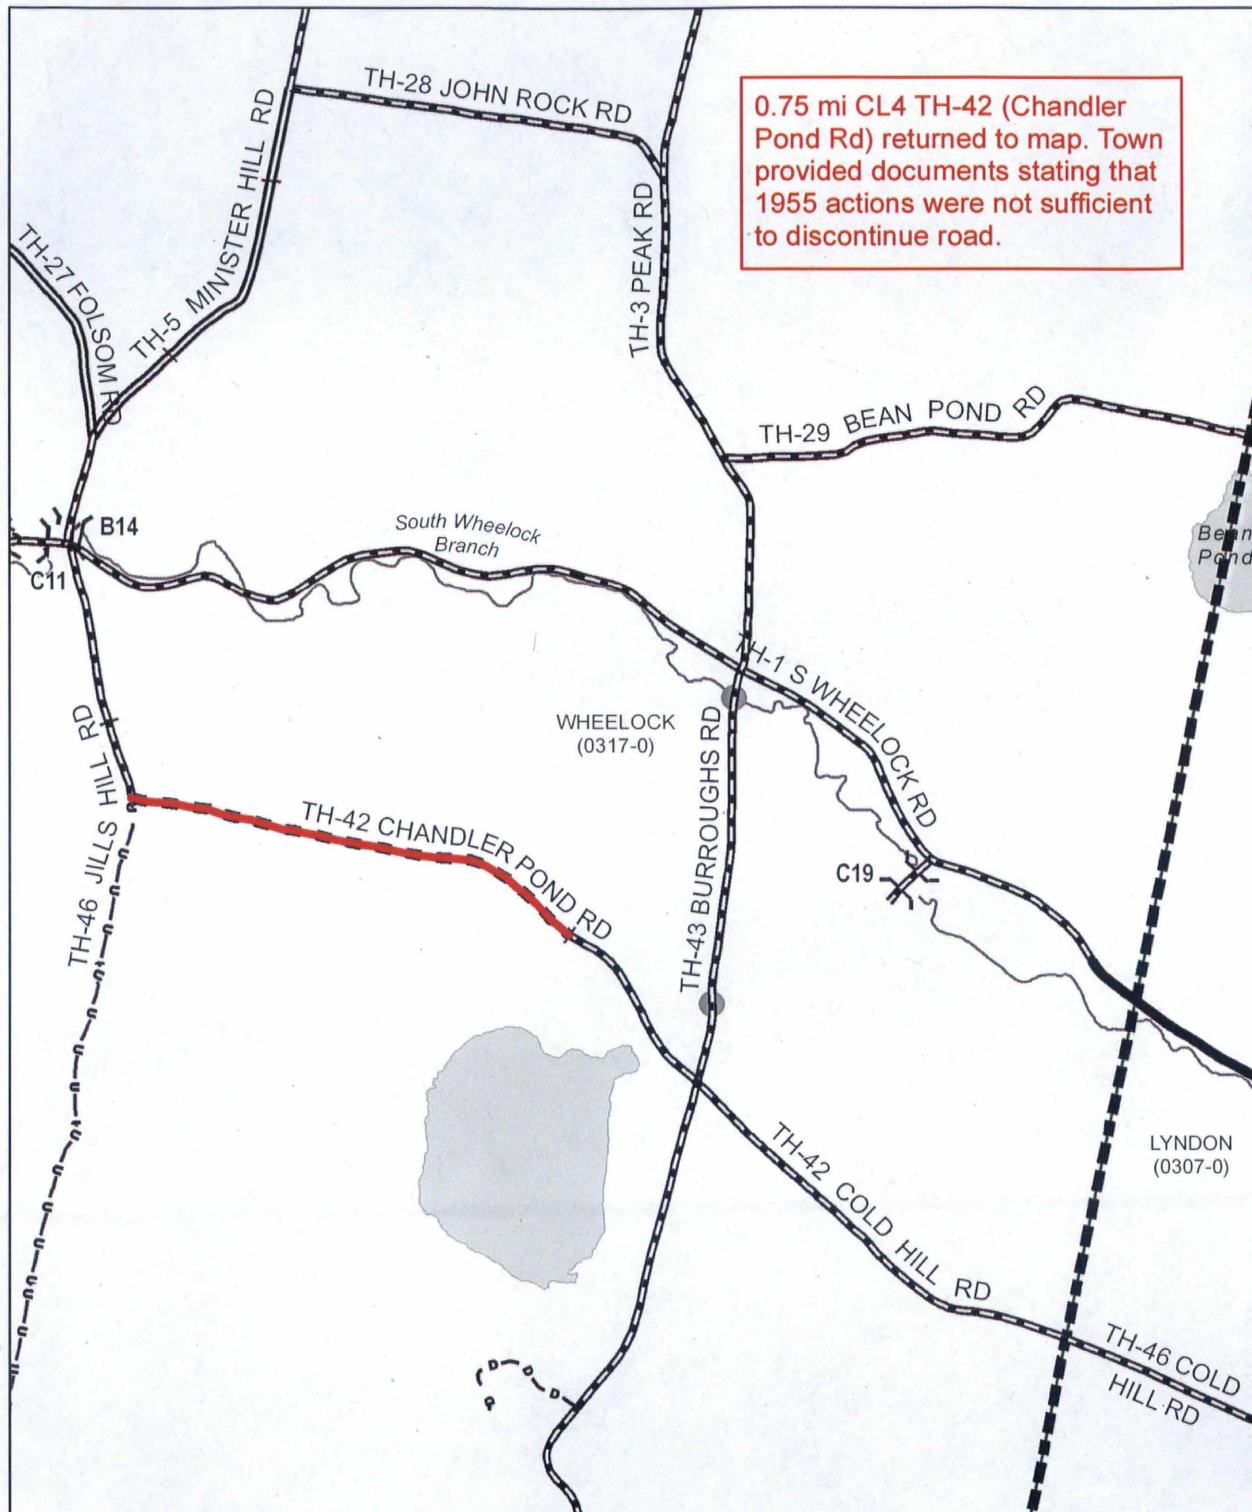 TH-28 JOHN ROCK RD
0.75 mi CL4 TH-42 (Chandler
Pond Rd) returned to map. Town
provided documents stating that
1955 actions were not sufficient
to discontinue road.
TH-5 MINISTER HILL RD
TH-27 FOLSOM RD
TH-3 PEAK RD
TH-29 BEAN POND RD
B14
C11
South Wheelock
Branch
Bean
Pond
TH-1 S WHEELOCK RD
WHEELOCK
(0317-0)
TH-46 JILLS HILL RD
TH-42 CHANDLER POND RD
TH-43 BURROUGHS RD
C19
LYNDON
(0307-0)
TH-42 COLD HILL RD
TH-46 COLD
HILL RD
D D D D